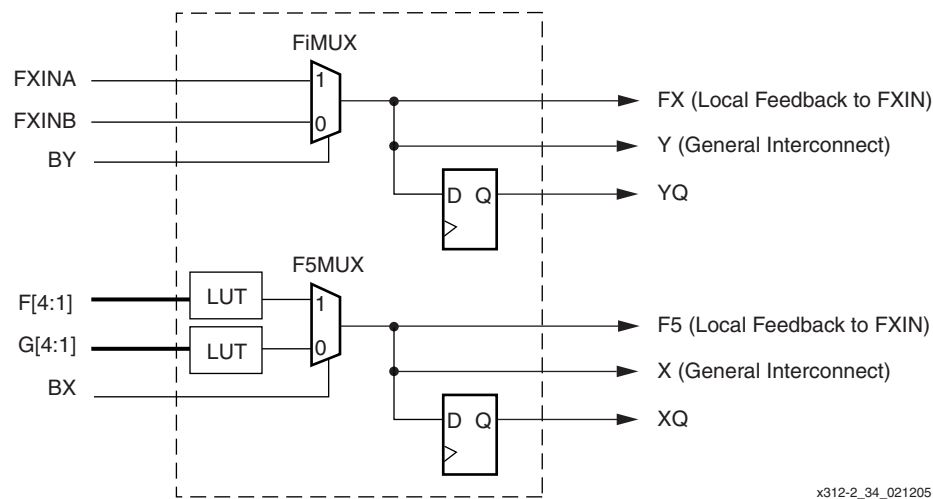 FiMUX
FXINA
1
FX (Local Feedback to FXIN)
FXINB
0
Y (General Interconnect)
BY
D Q
YQ
F5MUX
F[4:1]
LUT
1
F5 (Local Feedback to FXIN)
G[4:1]
LUT
0
X (General Interconnect)
BX
D Q
XQ
x312-2_34_021205